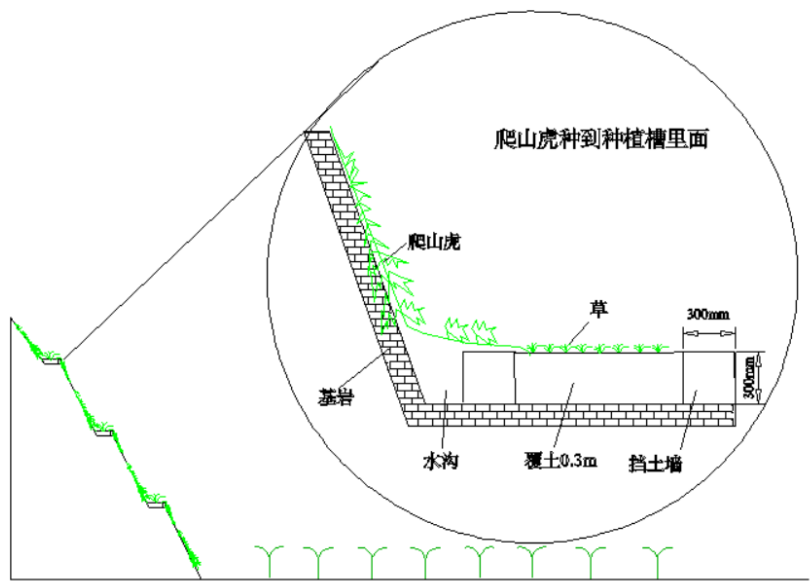 爬山虎种到种植槽里面
爬山虎
草
300mm
300mm
基岩
水沟
覆土0.3m
挡土墙